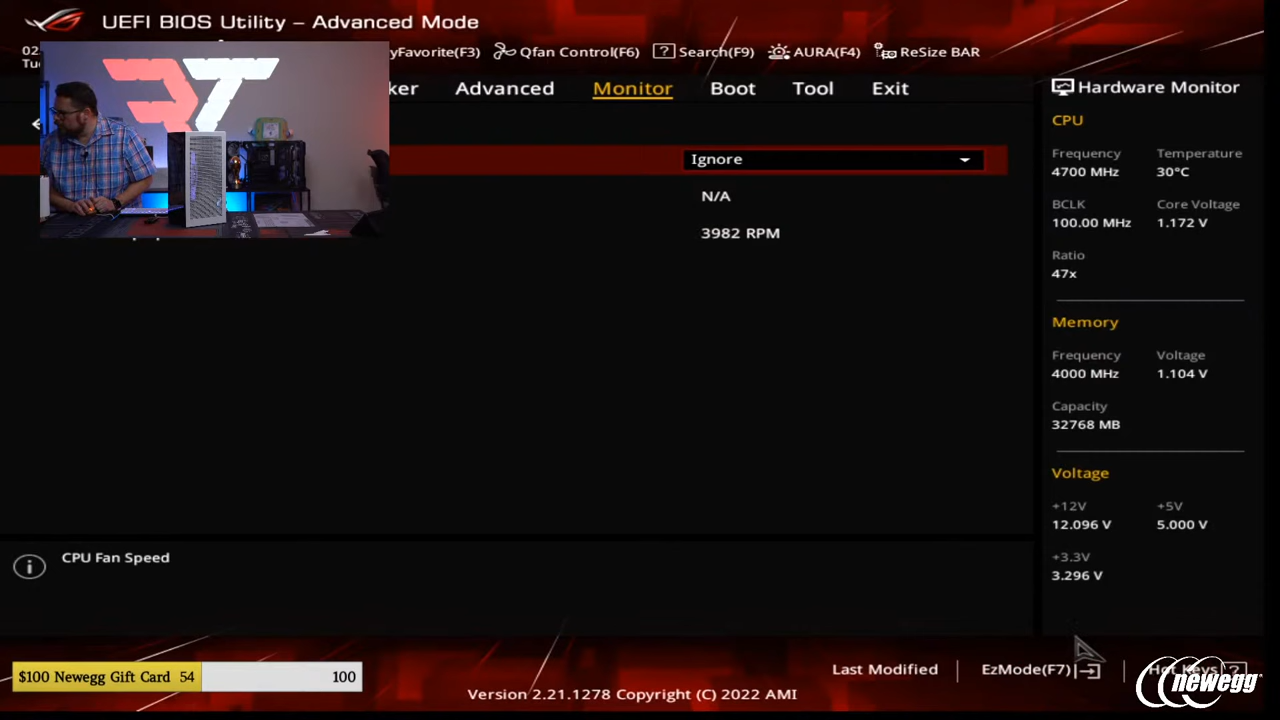 UEFI BIOS Utility – Advanced Mode
yFavorite(F3) Qfan Control(F6) ? Search(F9) AURA(F4) ReSize BAR
ker Advanced Monitor Boot Tool Exit
Ignore
N/A
3982 RPM
CPU Fan Speed
Hardware Monitor
CPU
Frequency Temperature
4700 MHz 30°C
BCLK Core Voltage
100.00 MHz 1.172 V
Ratio
47x
Memory
Frequency Voltage
4000 MHz 1.104 V
Capacity
32768 MB
Voltage
+12V +5V
12.096 V 5.000 V
+3.3V
3.296 V
Last Modified EzMode(F7) Hot Keys ?
Version 2.21.1278 Copyright (C) 2022 AMI
$100 Newegg Gift Card 54 100
newegg